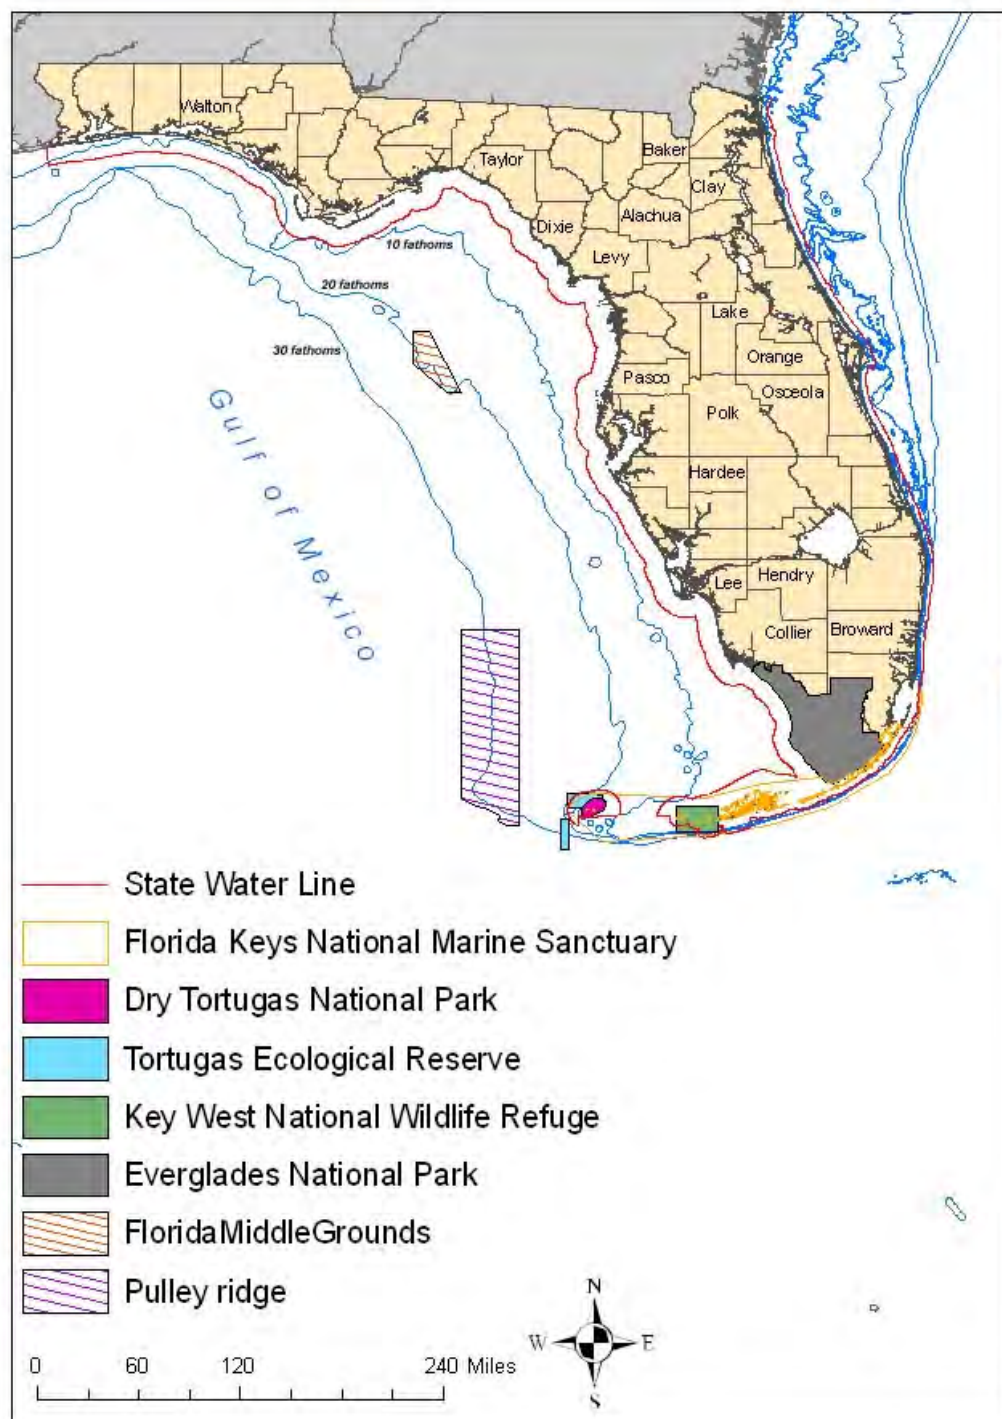 Walton
Baker
Taylor
Clay
Alachua
Dixie
10 fathoms
Levy
20 fathoms
Lake
30 fathoms
Orange
Pasco
Osceola
Polk
Gulf of Mexico
Hardee
Lee
Hendry
Collier
Broward
State Water Line
Florida Keys National Marine Sanctuary
Dry Tortugas National Park
Tortugas Ecological Reserve
Key West National Wildlife Refuge
Everglades National Park
FloridaMiddleGrounds
Pulley ridge
N
W E
S
0 60 120 240 Miles